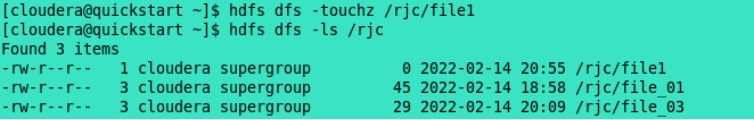 [cloudera@quickstart ~]$ hdfs dfs -touchz /rjc/file1
[cloudera@quickstart ~]$ hdfs dfs -ls /rjc
Found 3 items
-rw-r--r--   1 cloudera supergroup          0 2022-02-14 20:55 /rjc/file1
-rw-r--r--   3 cloudera supergroup         45 2022-02-14 18:58 /rjc/file_01
-rw-r--r--   3 cloudera supergroup         29 2022-02-14 20:09 /rjc/file_03